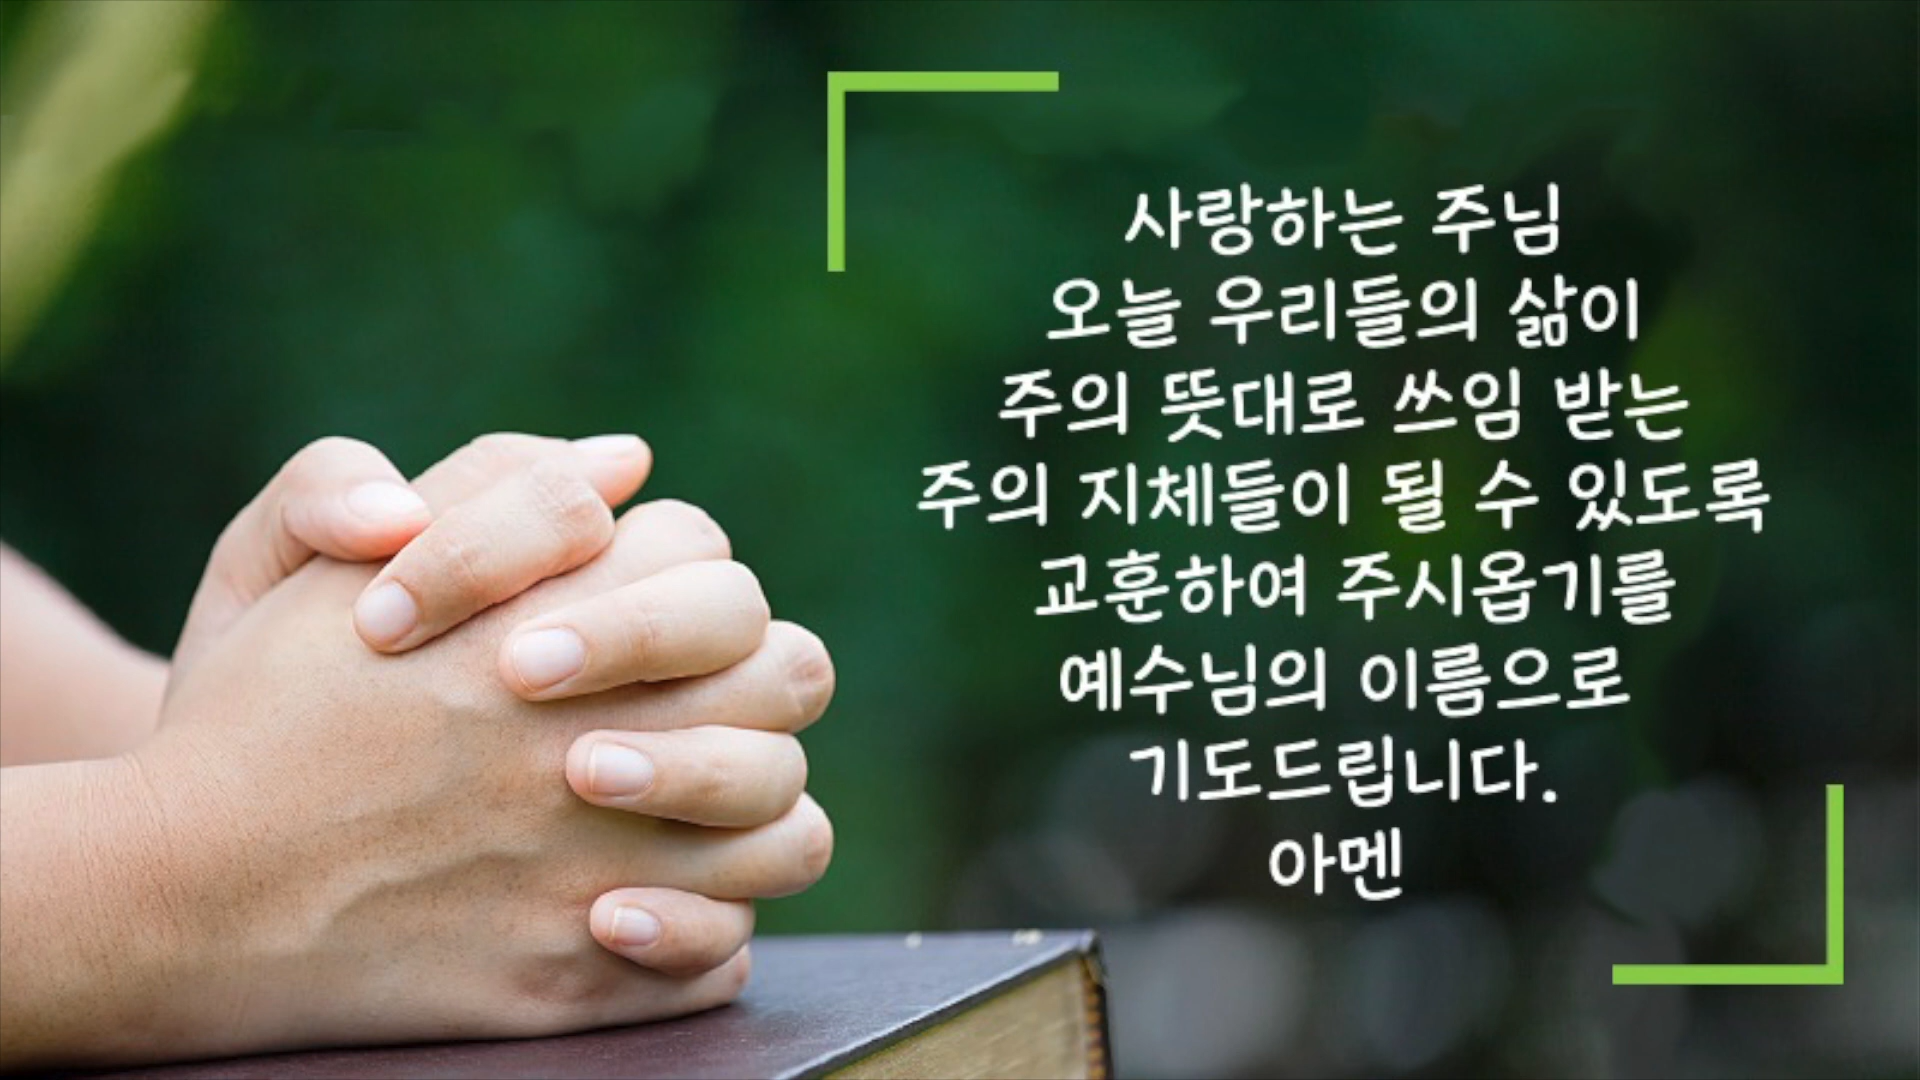 사랑하는 주님
오늘 우리들의 삶이
주의 뜻대로 쓰임 받는
주의 지체들이 될 수 있도록
교훈하여 주시옵기를
예수님의 이름으로
기도드립니다.
아멘